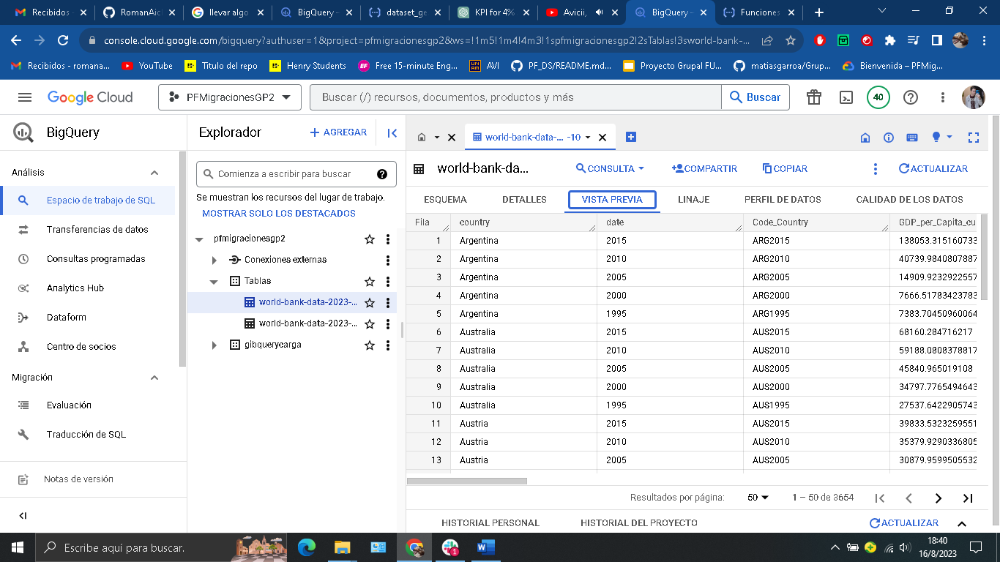 Recibidos -
RomanAicl
llevar algo
BigQuery –
dataset_ge
KPI for 4%
Avicii,
BigQuery –
Funciones
console.cloud.google.com/bigquery?authuser=1&project=pfmigracionesgp2&ws=!1m5!1m4!4m3!1spfmigracionesgp2!2sTablas!3sworld-bank-...
Recibidos - romana...
YouTube
Titulo del repo
Henry Students
Free 15-minute Eng...
AVI
PF_DS/README.md...
Proyecto Grupal FU...
matiasgarroa/Grup...
Bienvenida – PFMig...
Google Cloud
PFMigracionesGP2
Buscar (/) recursos, documentos, productos y más
Buscar
40
BigQuery
Explorador
AGREGAR
world-bank-data-... -10
Análisis
Espacio de trabajo de SQL
Transferencias de datos
Consultas programadas
Analytics Hub
Dataform
Centro de socios
Migración
Evaluación
Traducción de SQL
Notas de versión
Comienza a escribir para buscar
Se muestran los recursos del lugar de trabajo.
MOSTRAR SOLO LOS DESTACADOS
pfmigracionesgp2
Conexiones externas
Tablas
world-bank-data-2023-...
world-bank-data-2023-...
gibquerycarga
world-bank-da...
CONSULTA
COMPARTIR
COPIAR
ACTUALIZAR
ESQUEMA
DETALLES
VISTA PREVIA
LINAJE
PERFIL DE DATOS
CALIDAD DE LOS DATOS
Fila country date Code_Country GDP_per_Capita_cu
1 Argentina 2015 ARG2015 138053.315160733
2 Argentina 2010 ARG2010 40739.9840807887
3 Argentina 2005 ARG2005 14909.9232922557
4 Argentina 2000 ARG2000 7666.51783423783
5 Argentina 1995 ARG1995 7383.70450960064
6 Australia 2015 AUS2015 68160.284716217
7 Australia 2010 AUS2010 59188.0808378817
8 Australia 2005 AUS2005 45840.965019108
9 Australia 2000 AUS2000 34797.7765494643
10 Australia 1995 AUS1995 27537.6422905743
11 Austria 2015 AUS2015 39833.5323259551
12 Austria 2010 AUS2010 35379.9290336805
13 Austria 2005 AUS2005 30879.9599505532
Resultados por página:
50
1 – 50 de 3654
HISTORIAL PERSONAL
HISTORIAL DEL PROYECTO
ACTUALIZAR
Escribe aquí para buscar.
1
18:40
16/8/2023